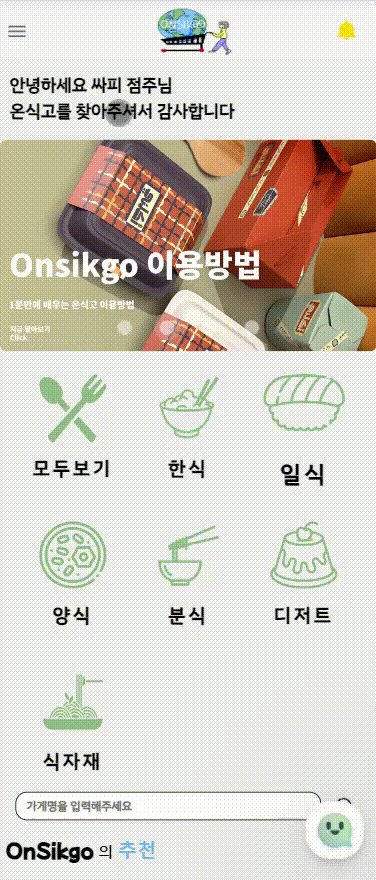 ONSIKGO
안녕하세요 싸피 점주님
온식고를 찾아주셔서 감사합니다
Onsikgo 이용방법
1분만에 배우는 온식고 이용방법
지금 알아보기
Click
모두보기 한식 일식
양식 분식 디저트
식자재
가게명을 입력해주세요
OnSikgo 의 추천